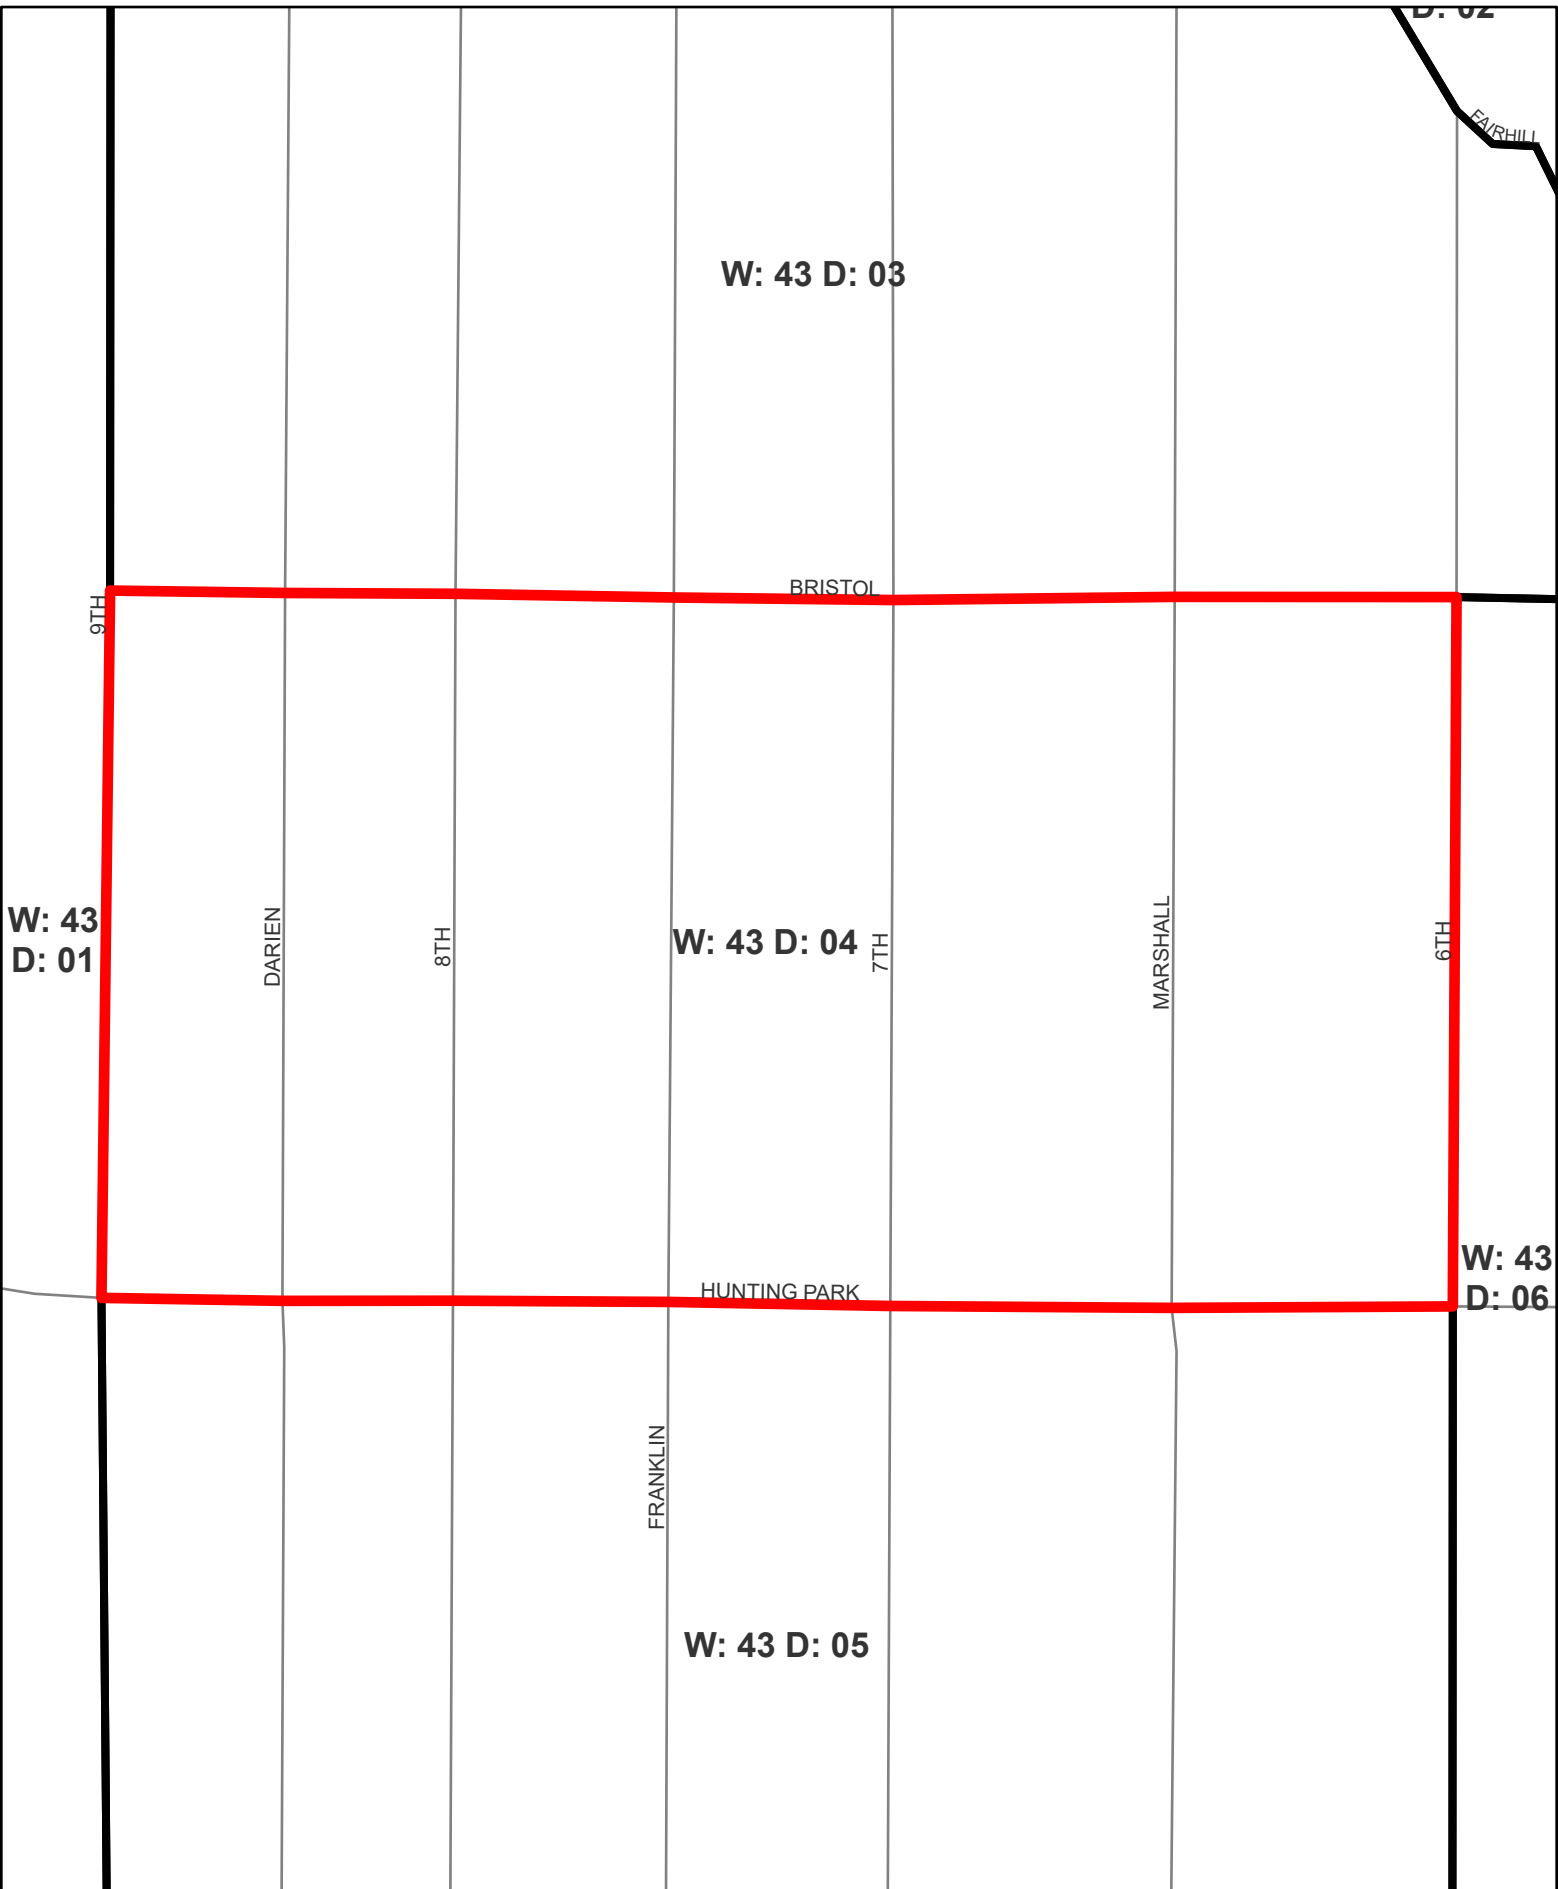 D: 02
FAIRHILL
W: 43 D: 03
BRISTOL
9TH
W: 43
D: 01
DARIEN
8TH
W: 43 D: 04
7TH
MARSHALL
6TH
W: 43
D: 06
HUNTING PARK
FRANKLIN
W: 43 D: 05